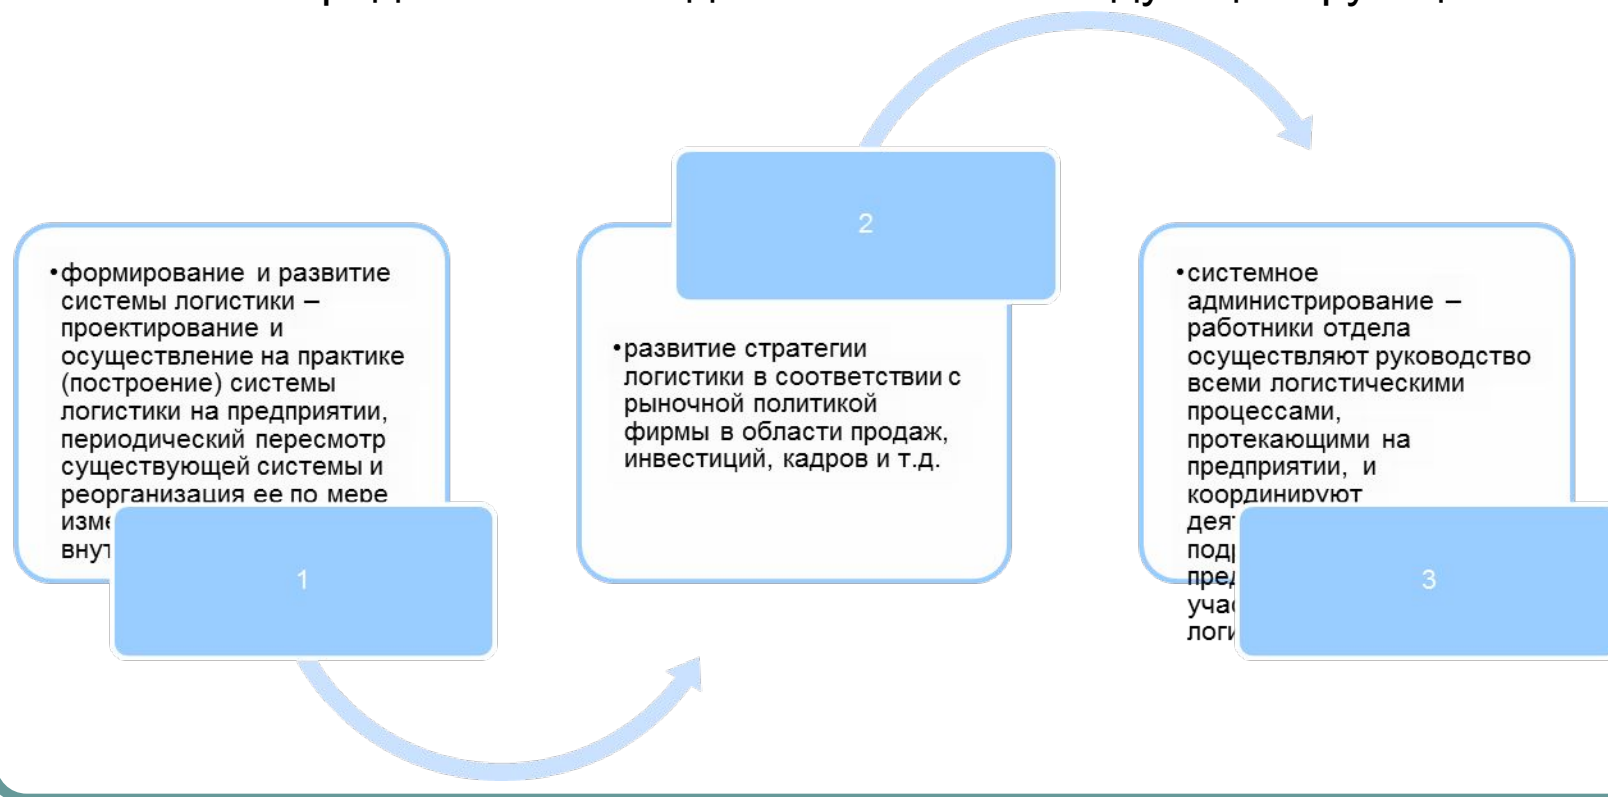 •формирование и развитие
системы логистики –
проектирование и
осуществление на практике
(построение) системы
логистики на предприятии,
периодический пересмотр
существующей системы и
реорганизация ее по мере
1
2
•развитие стратегии
логистики в соответствии с
рыночной политикой
фирмы в области продаж,
инвестиций, кадров и т.д.
•системное
администрирование –
работники отдела
осуществляют руководство
всеми логистическими
процессами,
протекающими на
предприятии, и
координируют
3